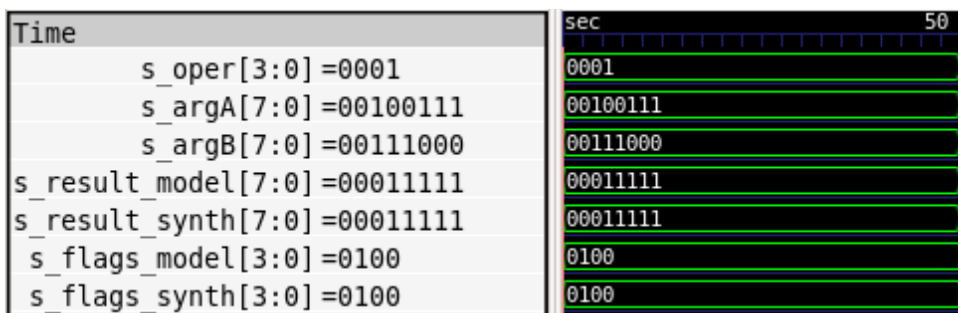 Time sec 50
s_oper[3:0]=0001 0001
s_argA[7:0]=00100111 00100111
s_argB[7:0]=00111000 00111000
s_result_model[7:0]=00011111 00011111
s_result_synth[7:0]=00011111 00011111
s_flags_model[3:0]=0100 0100
s_flags_synth[3:0]=0100 0100